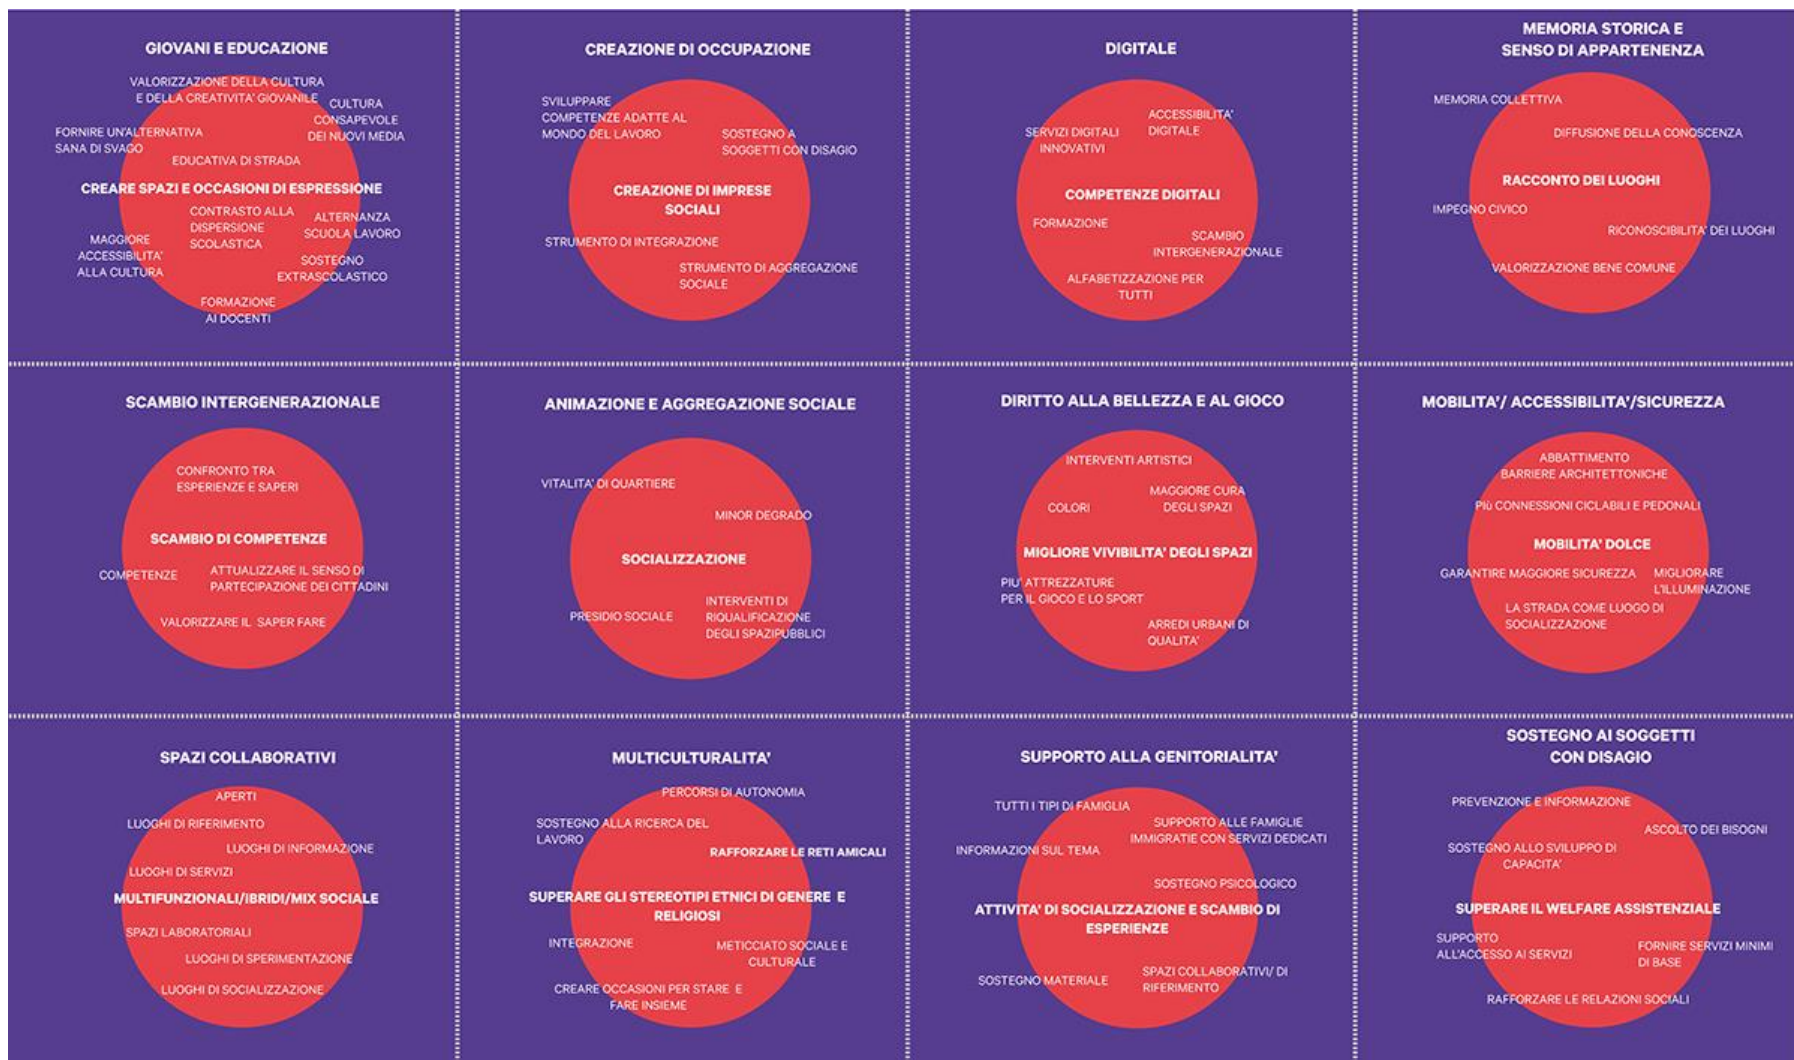 GIOVANI E EDUCAZIONE
VALORIZZAZIONE DELLA CULTURA
E DELLA CREATIVITA' GIOVANILE
CULTURA
CONSAPEVOLE
DEI NUOVI MEDIA
FORNIRE UN'ALTERNATIVA
SANA DI SVAGO
EDUCATIVA DI STRADA
CREARE SPAZI E OCCASIONI DI ESPRESSIONE
CONTRASTO ALLA
DISPERSIONE
SCOLASTICA
ALTERNANZA
SCUOLA LAVORO
MAGGIORE
ACCESSIBILITA'
ALLA CULTURA
SOSTEGNO
EXTRASCOLASTICO
FORMAZIONE
AI DOCENTI
CREAZIONE DI OCCUPAZIONE
SVILUPPARE
COMPETENZE ADATTE AL
MONDO DEL LAVORO
SOSTEGNO A
SOGGETTI CON DISAGIO
CREAZIONE DI IMPRESE
SOCIALI
STRUMENTO DI INTEGRAZIONE
STRUMENTO DI AGGREGAZIONE
SOCIALE
DIGITALE
ACCESSIBILITA'
DIGITALE
SERVIZI DIGITALI
INNOVATIVI
COMPETENZE DIGITALI
FORMAZIONE
SCAMBIO
INTERGENERAZIONALE
ALFABETIZZAZIONE PER
TUTTI
MEMORIA STORICA E
SENSO DI APPARTENENZA
MEMORIA COLLETTIVA
DIFFUSIONE DELLA CONOSCENZA
RACCONTO DEI LUOGHI
IMPEGNO CIVICO
RICONOSCIBILITA' DEI LUOGHI
VALORIZZAZIONE BENE COMUNE
SCAMBIO INTERGENERAZIONALE
CONFRONTO TRA
ESPERIENZE E SAPERI
SCAMBIO DI COMPETENZE
COMPETENZE
ATTUALIZZARE IL SENSO DI
PARTECIPAZIONE DEI CITTADINI
VALORIZZARE IL SAPER FARE
ANIMAZIONE E AGGREGAZIONE SOCIALE
VITALITA' DI QUARTIERE
MINOR DEGRADO
SOCIALIZZAZIONE
PRESIDIO SOCIALE
INTERVENTI DI
RIQUALIFICAZIONE
DEGLI SPAZIPUBBLICI
DIRITTO ALLA BELLEZZA E AL GIOCO
INTERVENTI ARTISTICI
MAGGIORE CURA
DEGLI SPAZI
COLORI
MIGLIORE VIVIBILITA' DEGLI SPAZI
PIU' ATTREZZATURE
PER IL GIOCO E LO SPORT
ARREDI URBANI DI
QUALITA'
MOBILITA'/ ACCESSIBILITA'/SICUREZZA
ABBATTIMENTO
BARRIERE ARCHITETTONICHE
PIù CONNESSIONI CICLABILI E PEDONALI
MOBILITA' DOLCE
GARANTIRE MAGGIORE SICUREZZA
MIGLIORARE
L'ILLUMINAZIONE
LA STRADA COME LUOGO DI
SOCIALIZZAZIONE
SPAZI COLLABORATIVI
APERTI
LUOGHI DI RIFERIMENTO
LUOGHI DI INFORMAZIONE
LUOGHI DI SERVIZI
MULTIFUNZIONALI/IBRIDI/MIX SOCIALE
SPAZI LABORATORIALI
LUOGHI DI SPERIMENTAZIONE
LUOGHI DI SOCIALIZZAZIONE
MULTICULTURALITA'
PERCORSI DI AUTONOMIA
SOSTEGNO ALLA RICERCA DEL
LAVORO
RAFFORZARE LE RETI AMICALI
SUPERARE GLI STEREOTIPI ETNICI DI GENERE E
RELIGIOSI
INTEGRAZIONE
METICCIATO SOCIALE E
CULTURALE
CREARE OCCASIONI PER STARE E
FARE INSIEME
SUPPORTO ALLA GENITORIALITA'
TUTTI I TIPI DI FAMIGLIA
SUPPORTO ALLE FAMIGLIE
IMMIGRATIE CON SERVIZI DEDICATI
INFORMAZIONI SUL TEMA
SOSTEGNO PSICOLOGICO
ATTIVITA' DI SOCIALIZZAZIONE E SCAMBIO DI
ESPERIENZE
SOSTEGNO MATERIALE
SPAZI COLLABORATIVI/ DI
RIFERIMENTO
SOSTEGNO AI SOGGETTI
CON DISAGIO
PREVENZIONE E INFORMAZIONE
ASCOLTO DEI BISOGNI
SOSTEGNO ALLO SVILUPPO DI
CAPACITA'
SUPERARE IL WELFARE ASSISTENZIALE
SUPPORTO
ALL'ACCESSO AI SERVIZI
FORNIRE SERVIZI MINIMI
DI BASE
RAFFORZARE LE RELAZIONI SOCIALI